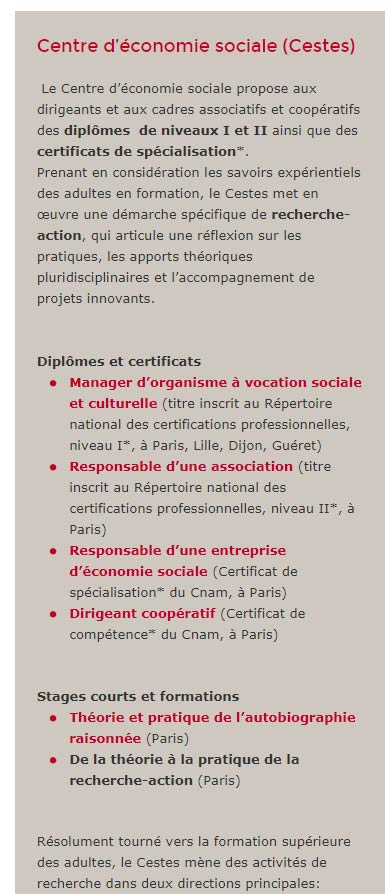 Centre d'économie sociale (Cestes)
Le Centre d'économie sociale propose aux
dirigeants et aux cadres associatifs et coopératifs
des diplômes  de niveaux I et II ainsi que des
certificats de spécialisation*.
Prenant en considération les savoirs expérientiels
des adultes en formation, le Cestes met en
œuvre une démarche spécifique de recherche-
action, qui articule une réflexion sur les
pratiques, les apports théoriques
pluridisciplinaires et l'accompagnement de
projets innovants.
Diplômes et certificats
● Manager d'organisme à vocation sociale
et culturelle (titre inscrit au Répertoire
national des certifications professionnelles,
niveau I*, à Paris, Lille, Dijon, Guéret)
● Responsable d'une association (titre
inscrit au Répertoire national des
certifications professionnelles, niveau II*, à
Paris)
● Responsable d'une entreprise
d'économie sociale (Certificat de
spécialisation* du Cnam, à Paris)
● Dirigeant coopératif (Certificat de
compétence* du Cnam, à Paris)
Stages courts et formations
● Théorie et pratique de l'autobiographie
raisonnée (Paris)
● De la théorie à la pratique de la
recherche-action (Paris)
Résolument tourné vers la formation supérieure
des adultes, le Cestes mène des activités de
recherche dans deux directions principales: